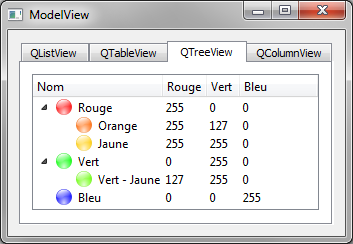 ModelView
QListView QTableView QTreeView QColumnView
Nom Rouge Vert Bleu
Rouge 255 0 0
Orange 255 127 0
Jaune 255 255 0
Vert 0 255 0
Vert - Jaune 127 255 0
Bleu 0 0 255